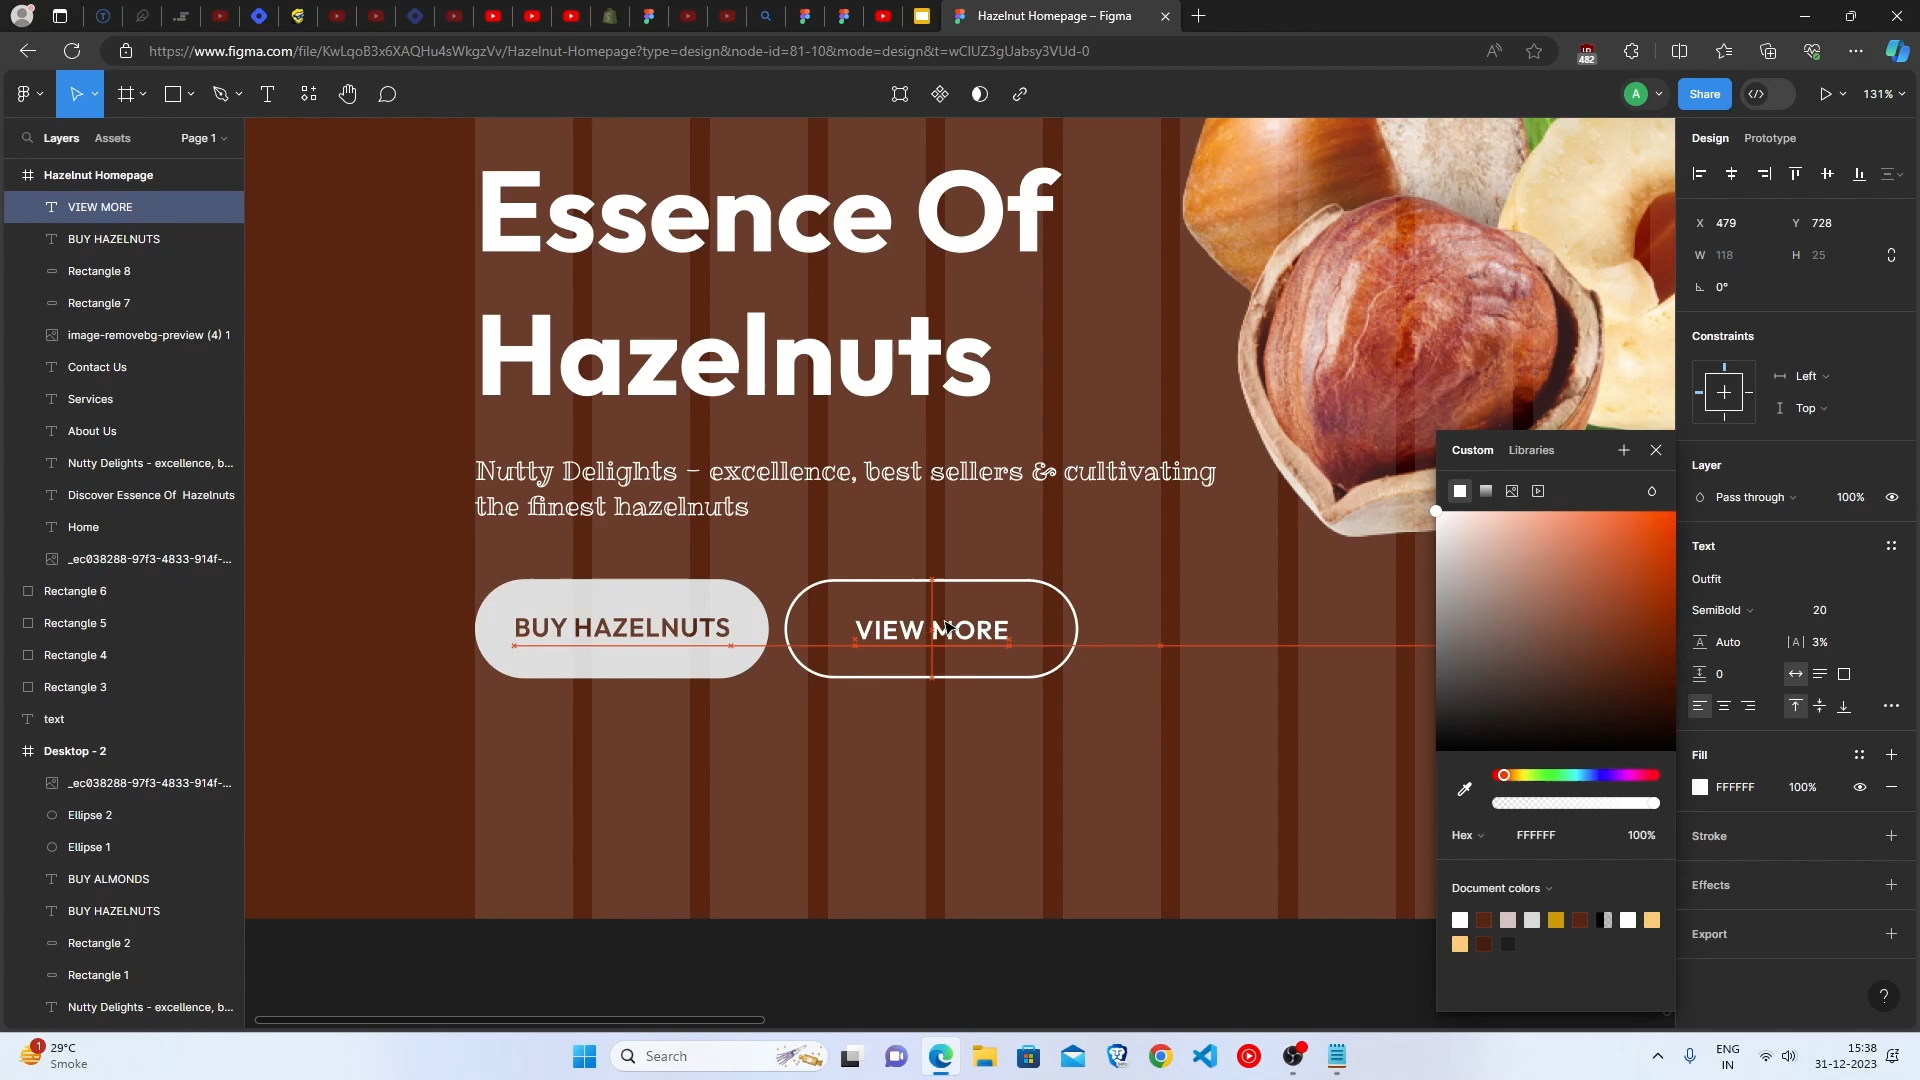 Hazelnut Homepage – Figma
https://www.figma.com/file/KwLqoB3x6XAQHu4sWkgzVv/Hazelnut-Homepage?type=design&node-id=81-10&mode=design&t=wCIUZ3gUabsy3VUd-0
482
A
Share
131%
Layers
Assets
Page 1
Hazelnut Homepage
VIEW MORE
BUY HAZELNUTS
Rectangle 8
Rectangle 7
image-removebg-preview (4) 1
Contact Us
Services
About Us
Nutty Delights - excellence, b...
Discover Essence Of Hazelnuts
Home
_ec038288-97f3-4833-914f-...
Rectangle 6
Rectangle 5
Rectangle 4
Rectangle 3
text
Desktop - 2
_ec038288-97f3-4833-914f-...
Ellipse 2
Ellipse 1
BUY ALMONDS
BUY HAZELNUTS
Rectangle 2
Rectangle 1
Nutty Delights - excellence, b...
Essence Of
Hazelnuts
Nutty Delights - excellence, best sellers & cultivating
the finest hazelnuts
BUY HAZELNUTS
VIEW MORE
Custom
Libraries
Hex
FFFFFF
100%
Document colors
Design
Prototype
X 479
Y 728
W 118
H 25
0°
Constraints
Left
Top
Layer
Pass through
100%
Text
Outfit
SemiBold
20
Auto
3%
0
Fill
FFFFFF
100%
Stroke
Effects
Export
?
1
29°C
Smoke
Search
ENG
IN
15:38
31-12-2023